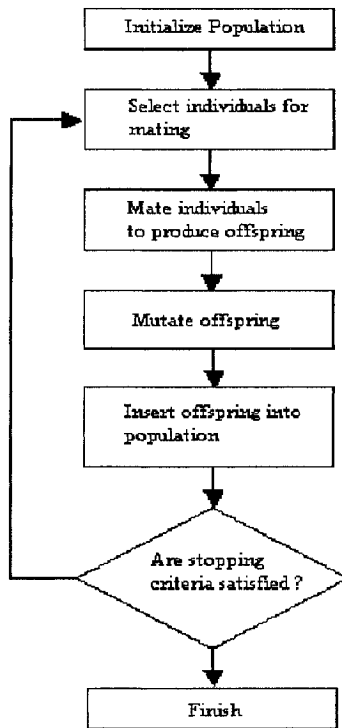 Initialize Population
Select individuals for
mating
Mate individuals
to produce offspring
Mutate offspring
Insert offspring into
population
Are stopping
criteria satisfied ?
Finish